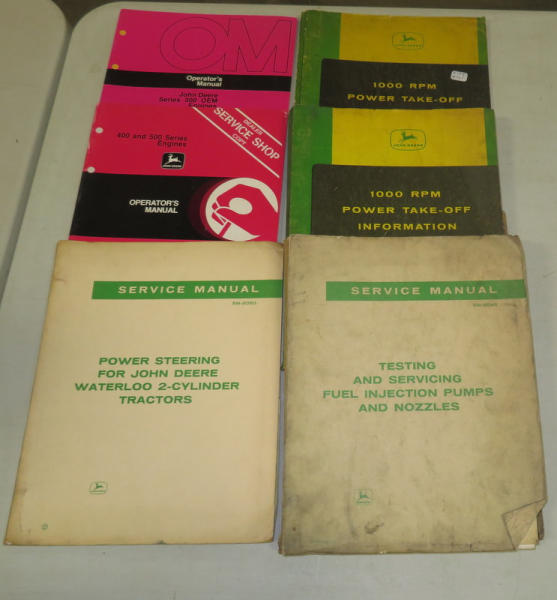 OM
Operator's
Manual
John Deere
Series 300 OEM
Engines
JOHN DEERE
1000 RPM
POWER TAKE-OFF
DEALER
SERVICE SHOP
COPY
400 and 500 Series
Engines
JOHN DEERE
OPERATOR'S
MANUAL
JOHN DEERE
1000 RPM
POWER TAKE-OFF
INFORMATION
SERVICE MANUAL
POWER STEERING
FOR JOHN DEERE
WATERLOO 2-CYLINDER
TRACTORS
SERVICE MANUAL
TESTING
AND SERVICING
FUEL INJECTION PUMPS
AND NOZZLES